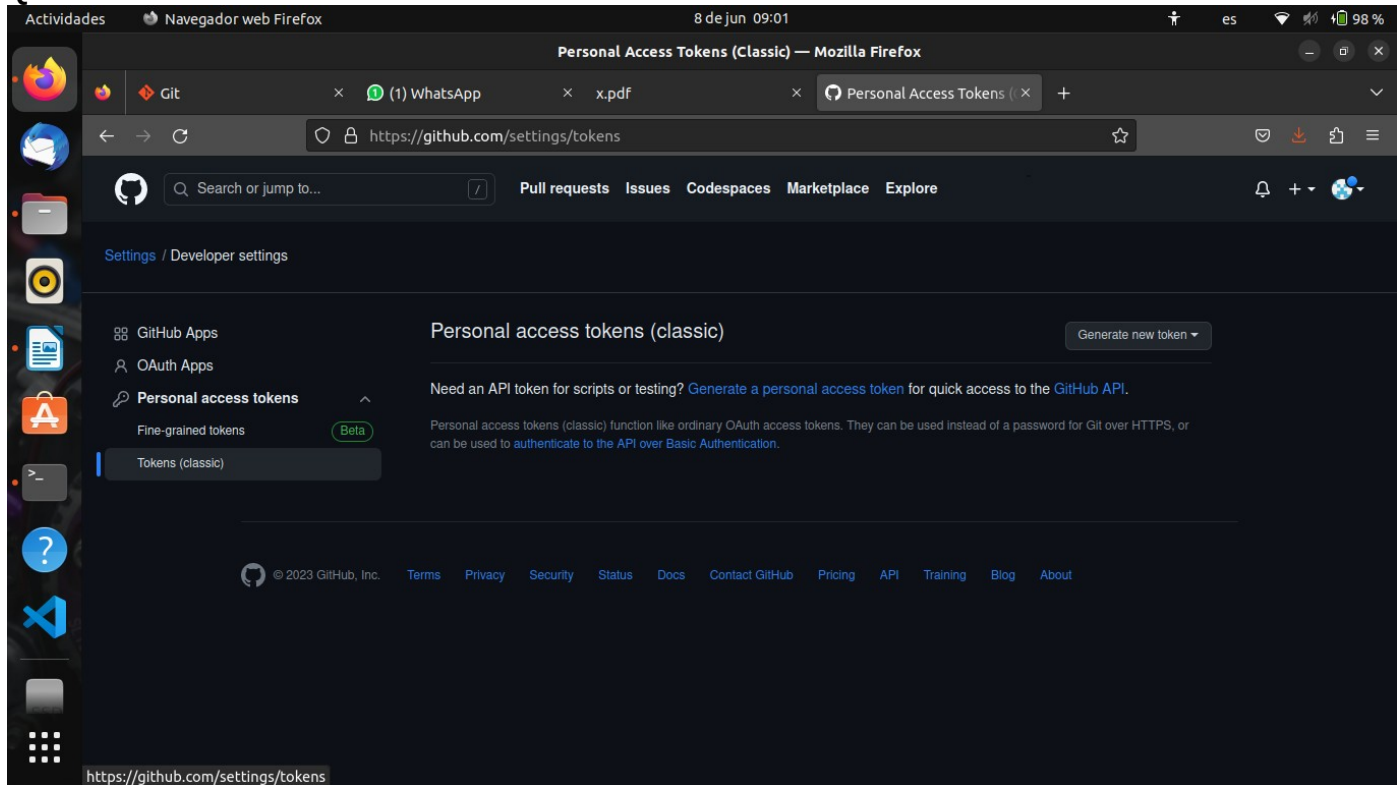 Actividades Navegador web Firefox 8 de jun 09:01 es 98 %
Personal Access Tokens (Classic) — Mozilla Firefox
Git (1) WhatsApp x.pdf Personal Access Tokens (
https://github.com/settings/tokens
Search or jump to... / Pull requests Issues Codespaces Marketplace Explore
Settings / Developer settings
GitHub Apps
OAuth Apps
Personal access tokens
Fine-grained tokens Beta
Tokens (classic)
Personal access tokens (classic) Generate new token
Need an API token for scripts or testing? Generate a personal access token for quick access to the GitHub API.
Personal access tokens (classic) function like ordinary OAuth access tokens. They can be used instead of a password for Git over HTTPS, or
can be used to authenticate to the API over Basic Authentication.
© 2023 GitHub, Inc. Terms Privacy Security Status Docs Contact GitHub Pricing API Training Blog About
https://github.com/settings/tokens